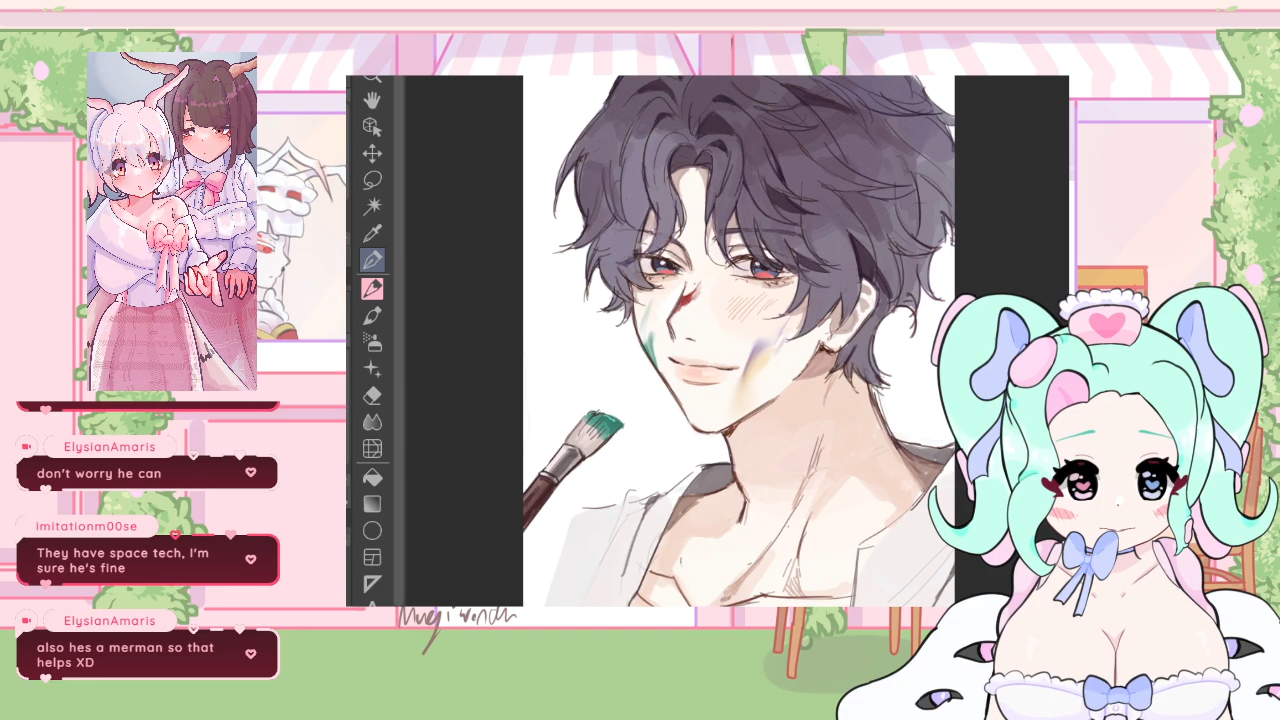 ElysianAmaris
don't worry he can
imitationm00se
They have space tech, I'm
sure he's fine
ElysianAmaris
also hes a merman so that
helps XD